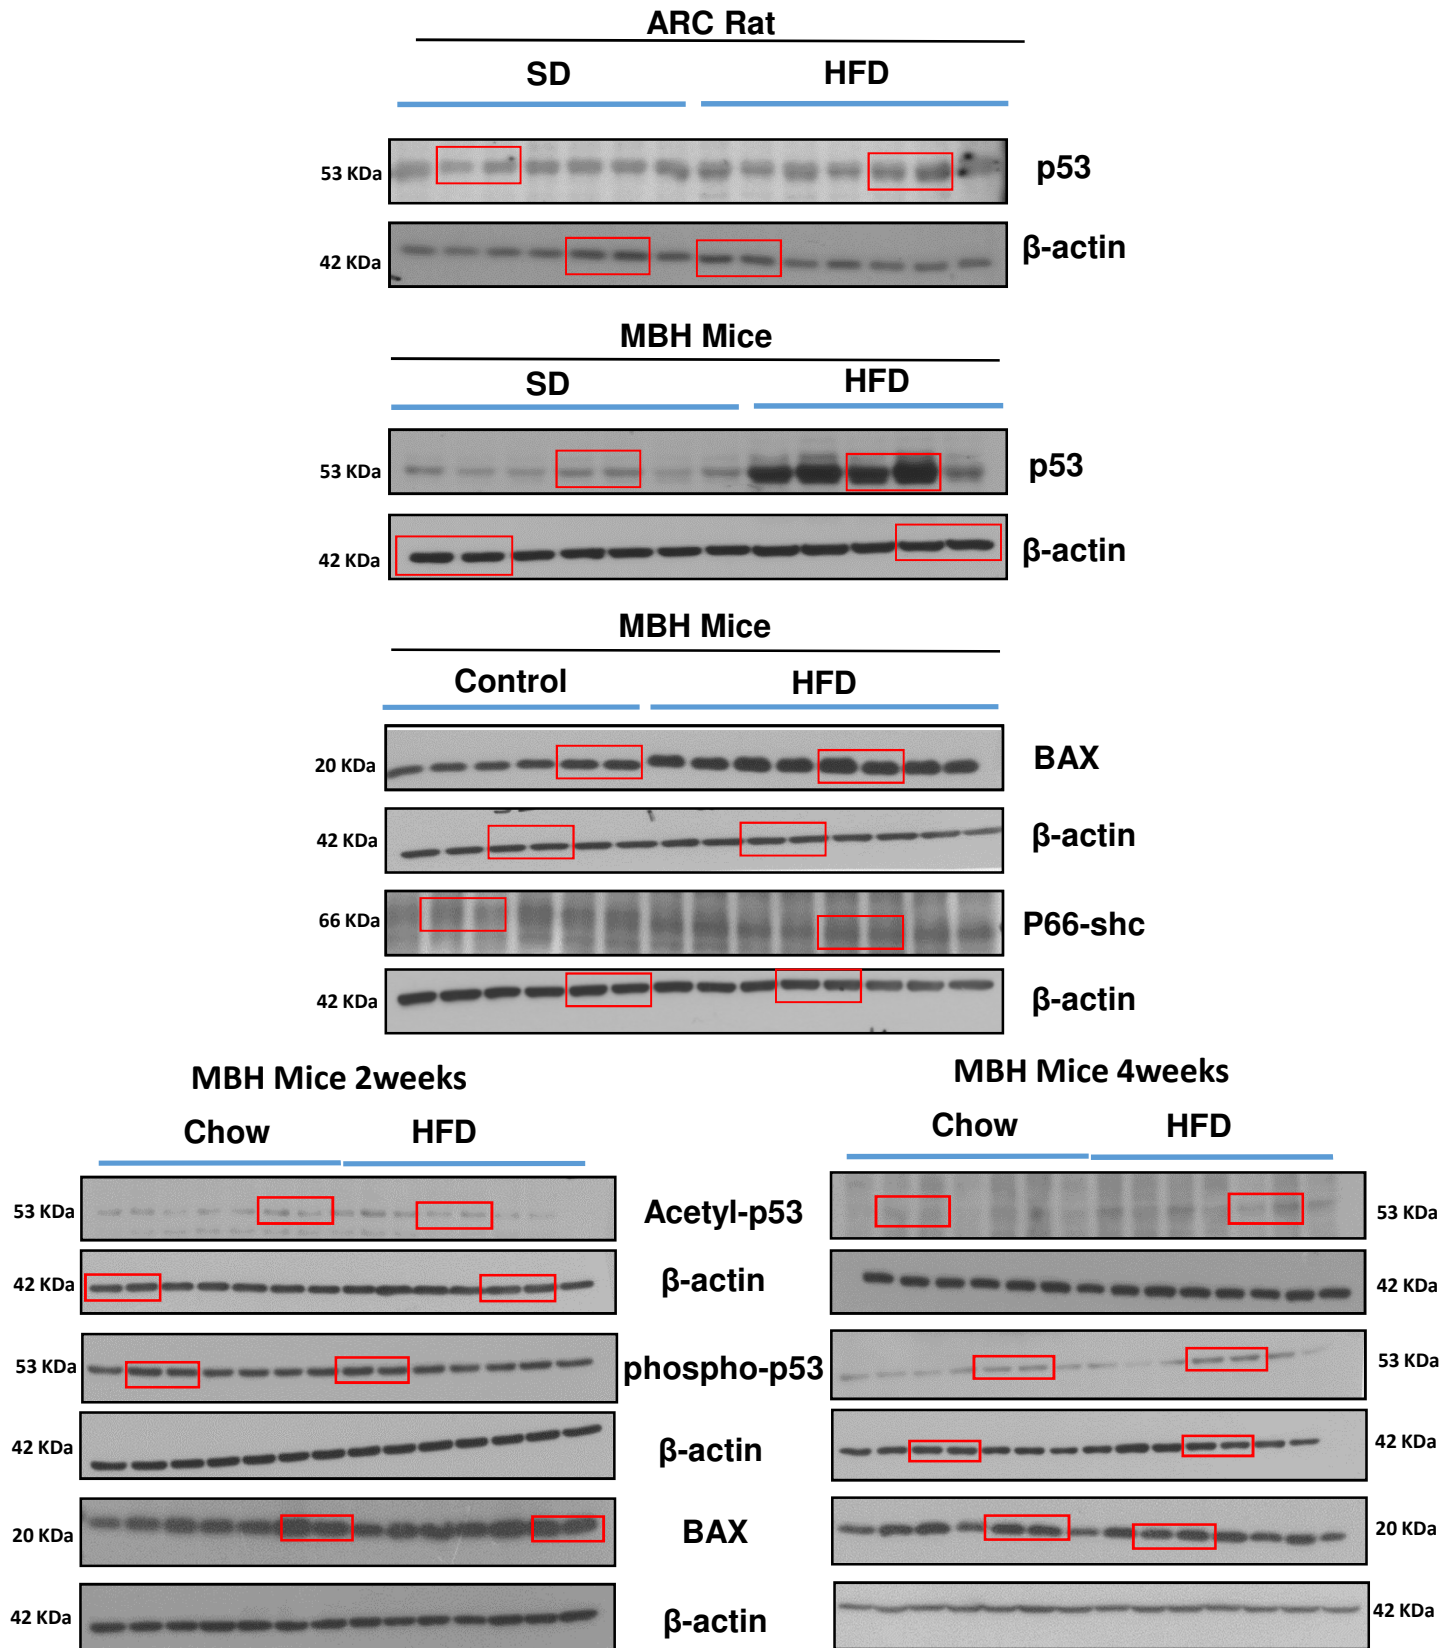 ARC Rat
SD HFD
53 KDa p53
42 KDa β-actin
MBH Mice
SD HFD
53 KDa p53
42 KDa β-actin
MBH Mice
Control HFD
20 KDa BAX
42 KDa β-actin
66 KDa P66-shc
42 KDa β-actin
MBH Mice 2weeks MBH Mice 4weeks
Chow HFD Chow HFD
53 KDa Acetyl-p53 53 KDa
42 KDa β-actin 42 KDa
53 KDa phospho-p53 53 KDa
42 KDa β-actin 42 KDa
20 KDa BAX 20 KDa
42 KDa β-actin 42 KDa